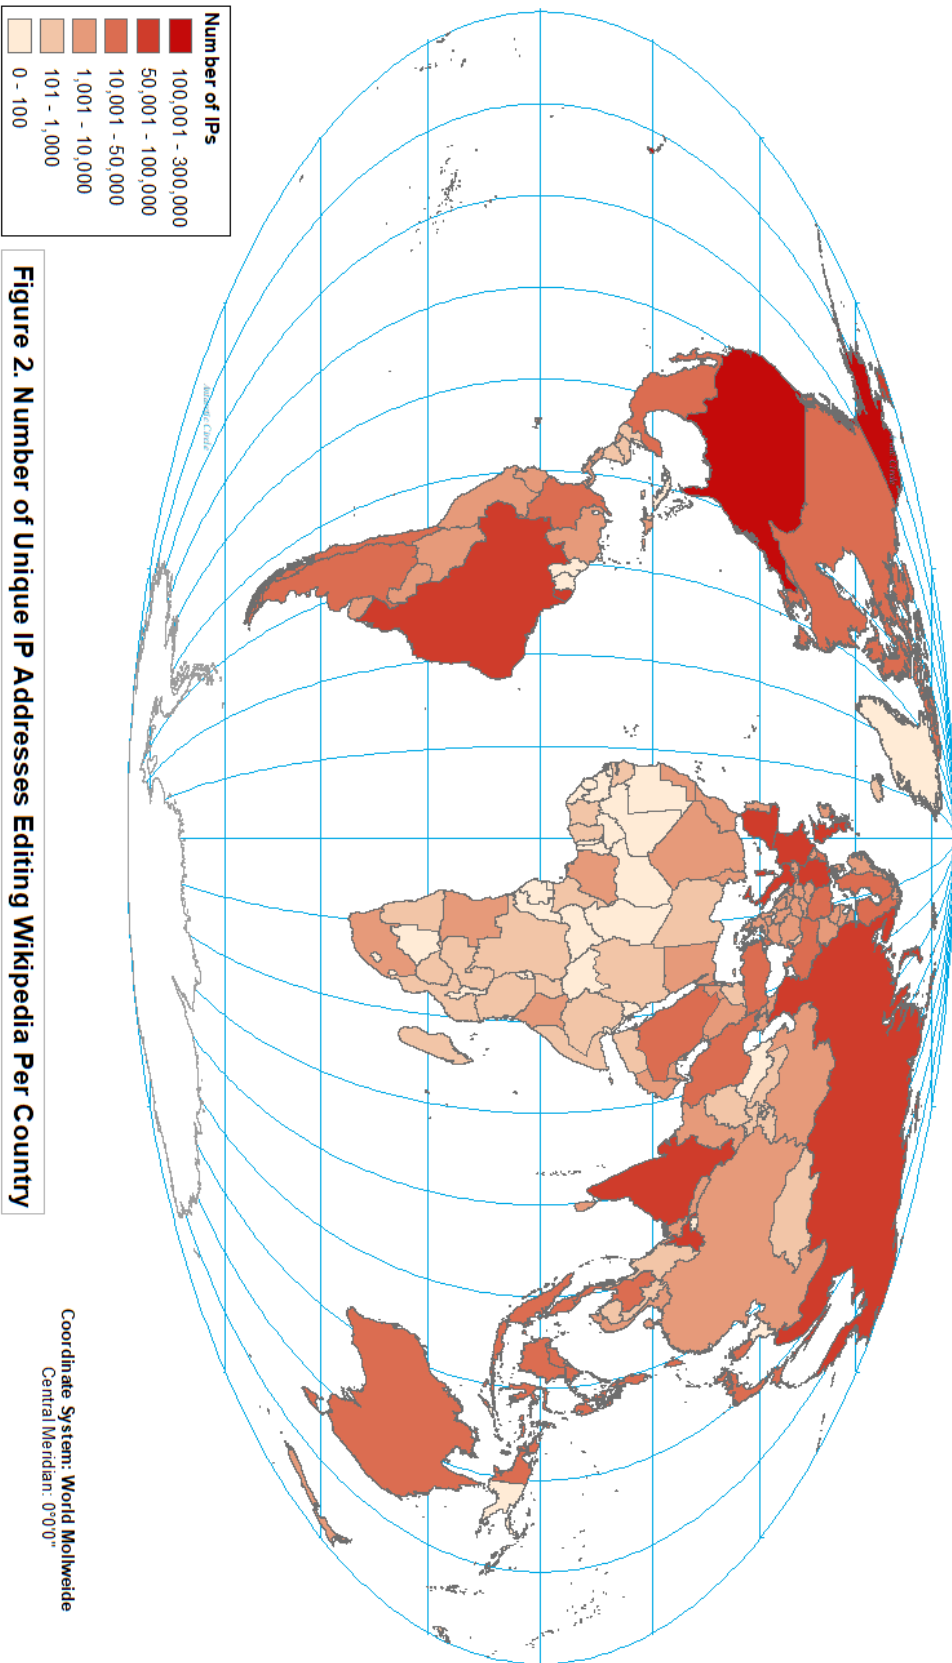 Number of IPs
100,001 - 300,000
50,001 - 100,000
10,001 - 50,000
1,001 - 10,000
101 - 1,000
0 - 100
Antarctic Circle
Figure 2. Number of Unique IP Addresses Editing Wikipedia Per Country
Coordinate System: World Mollweide
Central Meridian: 0°0'0"